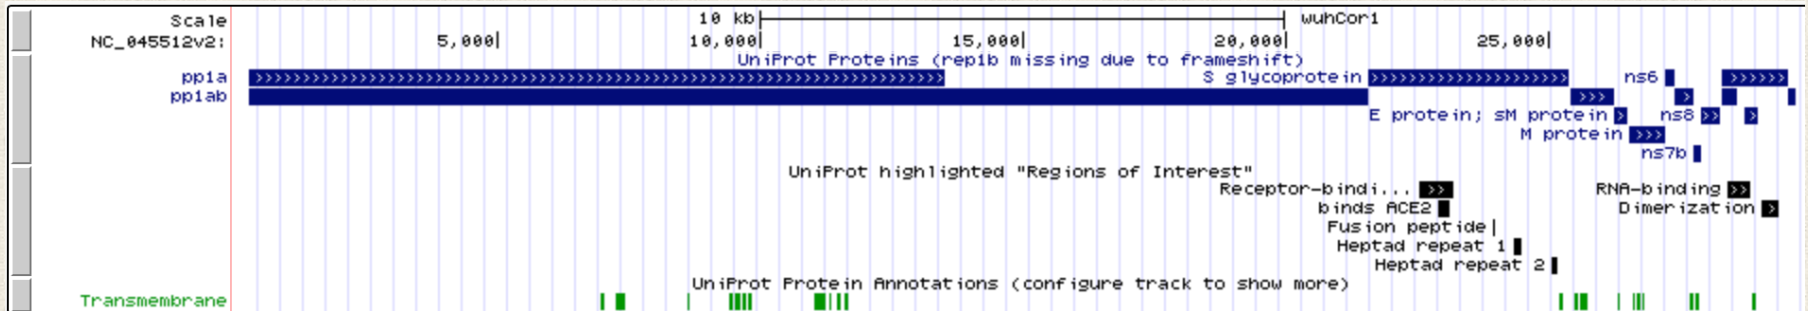 Scale 10 kb wuhCor1
NC_045512v2: 5,000 10,000 15,000 20,000 25,000
UniProt Proteins (rep1b missing due to frameshift)
pp1a S glycoprotein ns6
pp1ab
E protein; sM protein ns8
M protein
ns7b
UniProt highlighted "Regions of Interest"
Receptor-bindi... RNA-binding
binds ACE2 Dimerization
Fusion peptide
Heptad repeat 1
Heptad repeat 2
UniProt Protein Annotations (configure track to show more)
Transmembrane